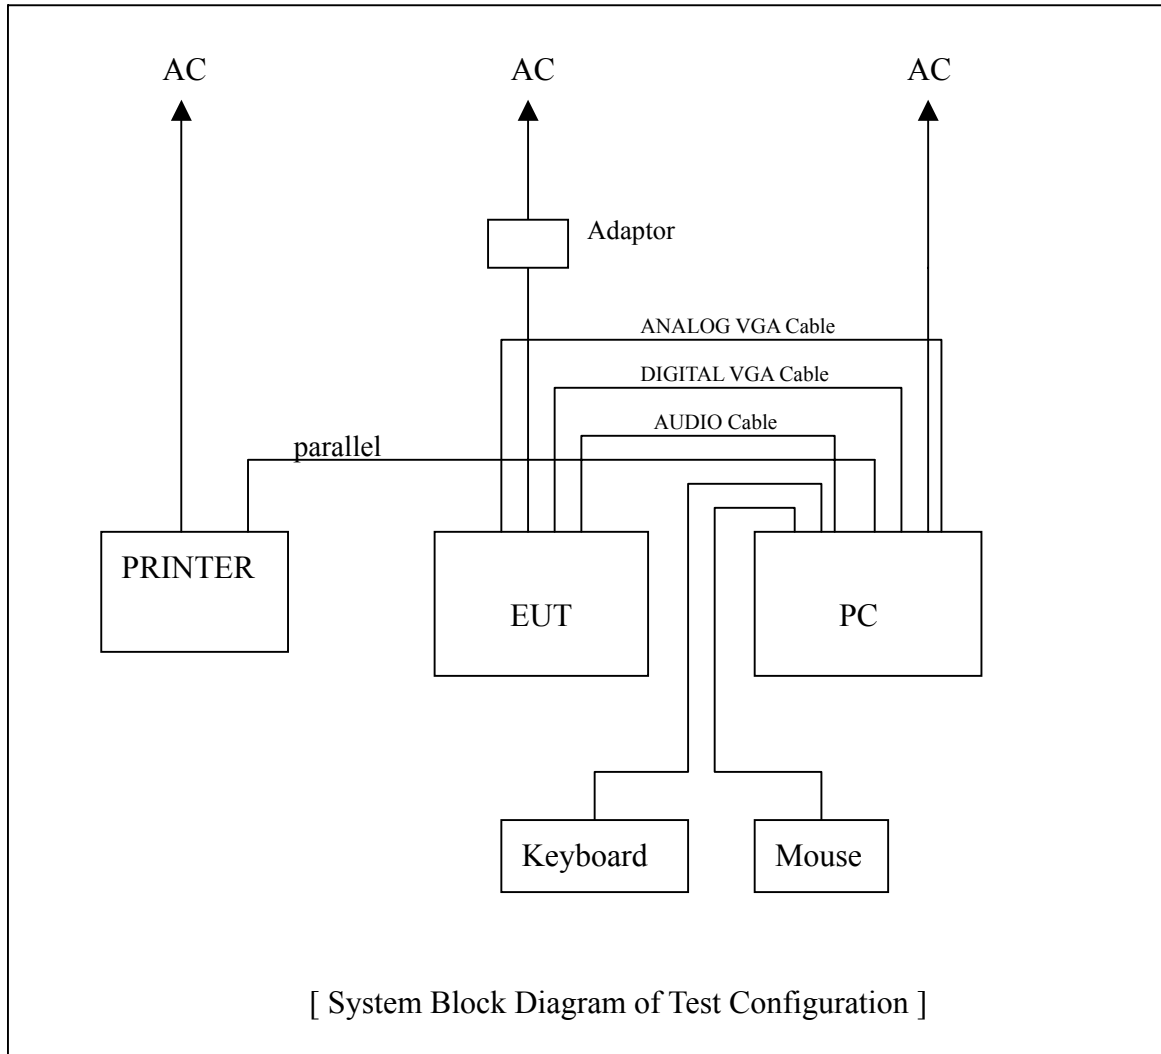 AC
AC
AC
Adaptor
ANALOG VGA Cable
DIGITAL VGA Cable
AUDIO Cable
parallel
PRINTER
EUT
PC
Keyboard
Mouse
[ System Block Diagram of Test Configuration ]